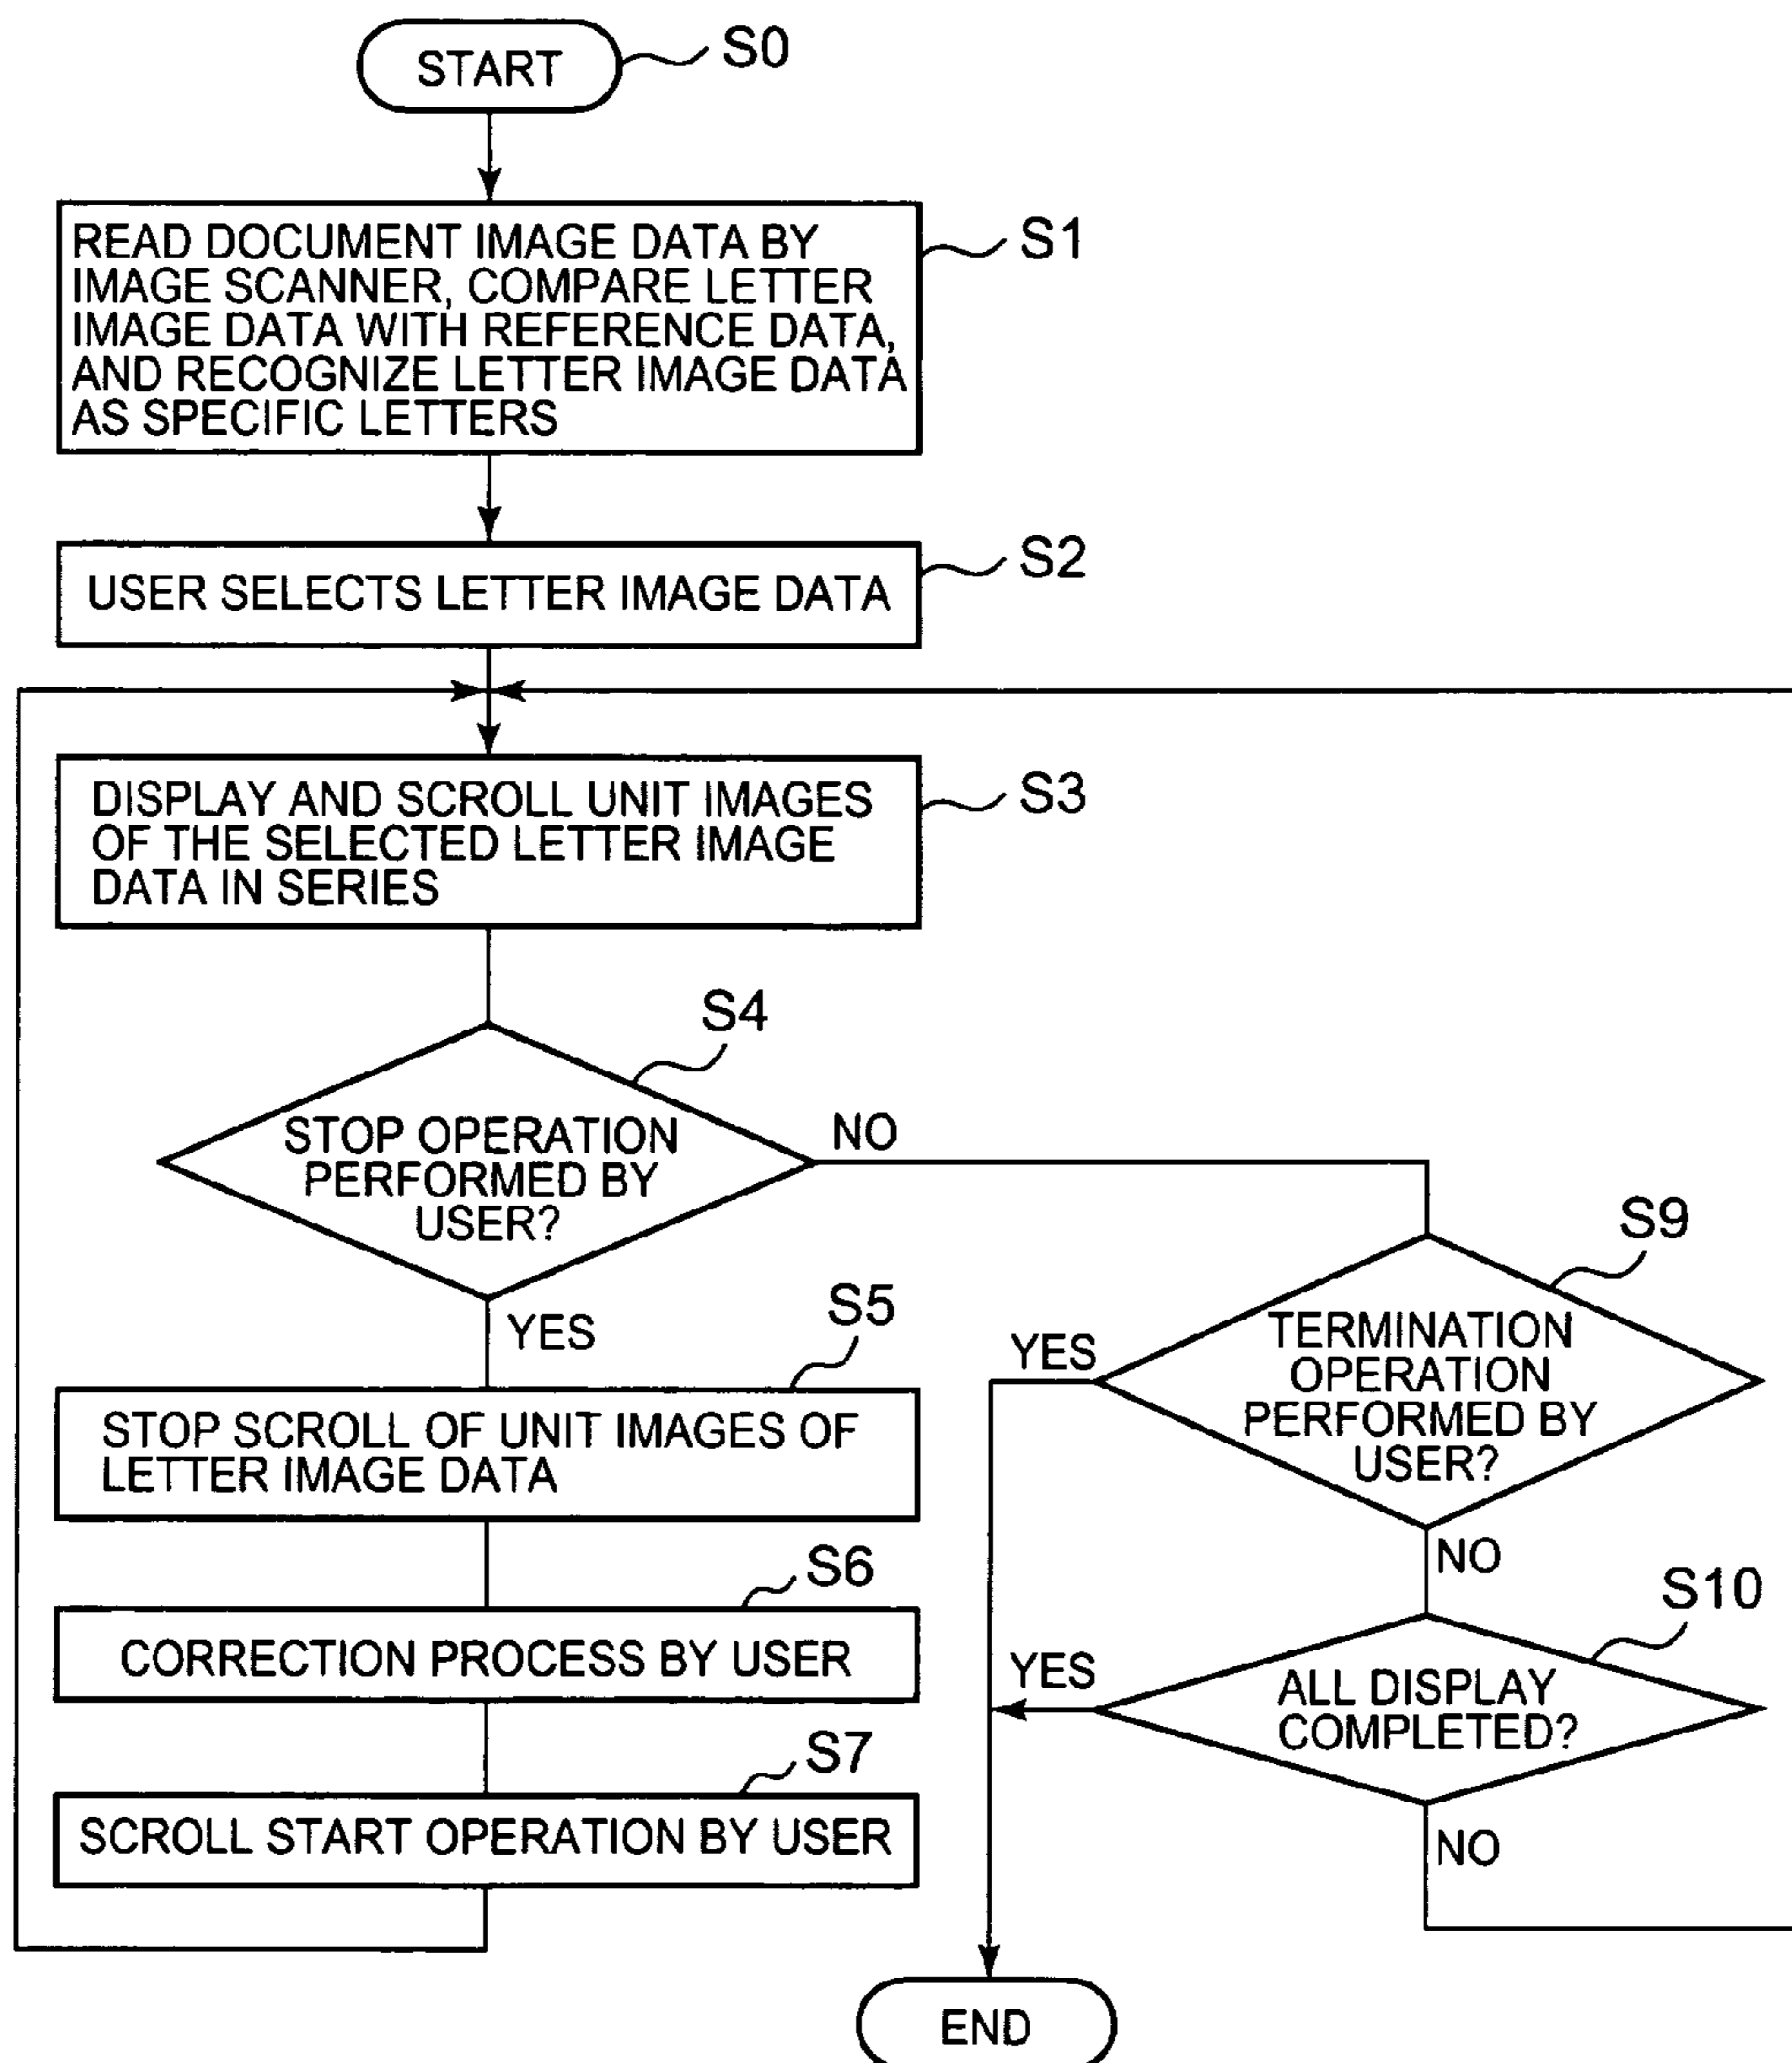 START
S0
READ DOCUMENT IMAGE DATA BY
IMAGE SCANNER, COMPARE LETTER
IMAGE DATA WITH REFERENCE DATA,
AND RECOGNIZE LETTER IMAGE DATA
AS SPECIFIC LETTERS
S1
USER SELECTS LETTER IMAGE DATA
S2
DISPLAY AND SCROLL UNIT IMAGES
OF THE SELECTED LETTER IMAGE
DATA IN SERIES
S3
S4
STOP OPERATION
PERFORMED BY
USER?
NO
YES
S5
STOP SCROLL OF UNIT IMAGES OF
LETTER IMAGE DATA
S6
CORRECTION PROCESS BY USER
S7
SCROLL START OPERATION BY USER
S9
TERMINATION
OPERATION
PERFORMED BY
USER?
YES
NO
S10
ALL DISPLAY
COMPLETED?
YES
NO
END